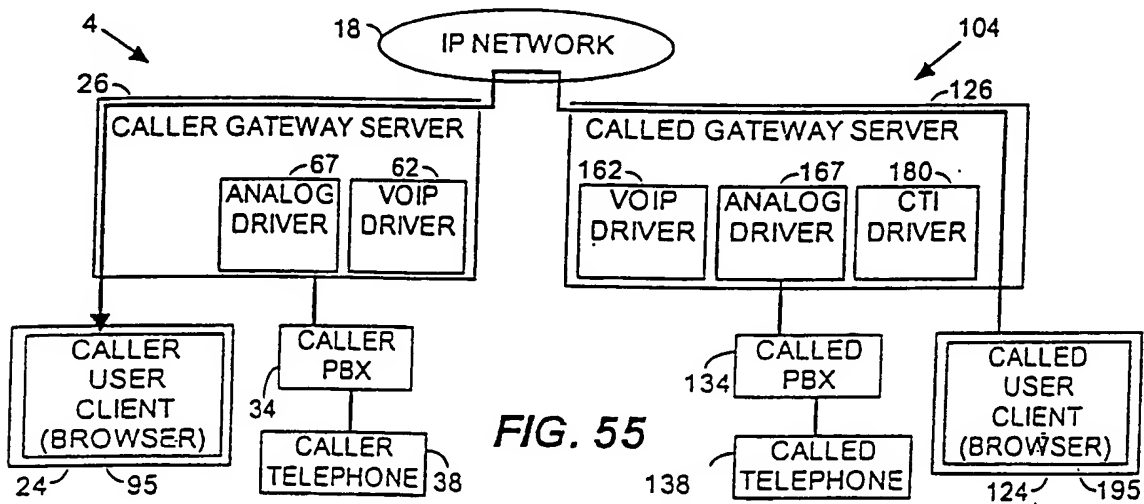 4
18
IP NETWORK
104
26
126
CALLER GATEWAY SERVER
CALLED GATEWAY SERVER
67
62
162
167
180
ANALOG
DRIVER
VOIP
DRIVER
VOIP
DRIVER
ANALOG
DRIVER
CTI
DRIVER
CALLER
USER
CLIENT
(BROWSER)
24
95
CALLER
PBX
34
CALLER
TELEPHONE
38
FIG. 55
CALLED
PBX
134
CALLED
TELEPHONE
138
CALLED
USER
CLIENT
(BROWSER)
124
195